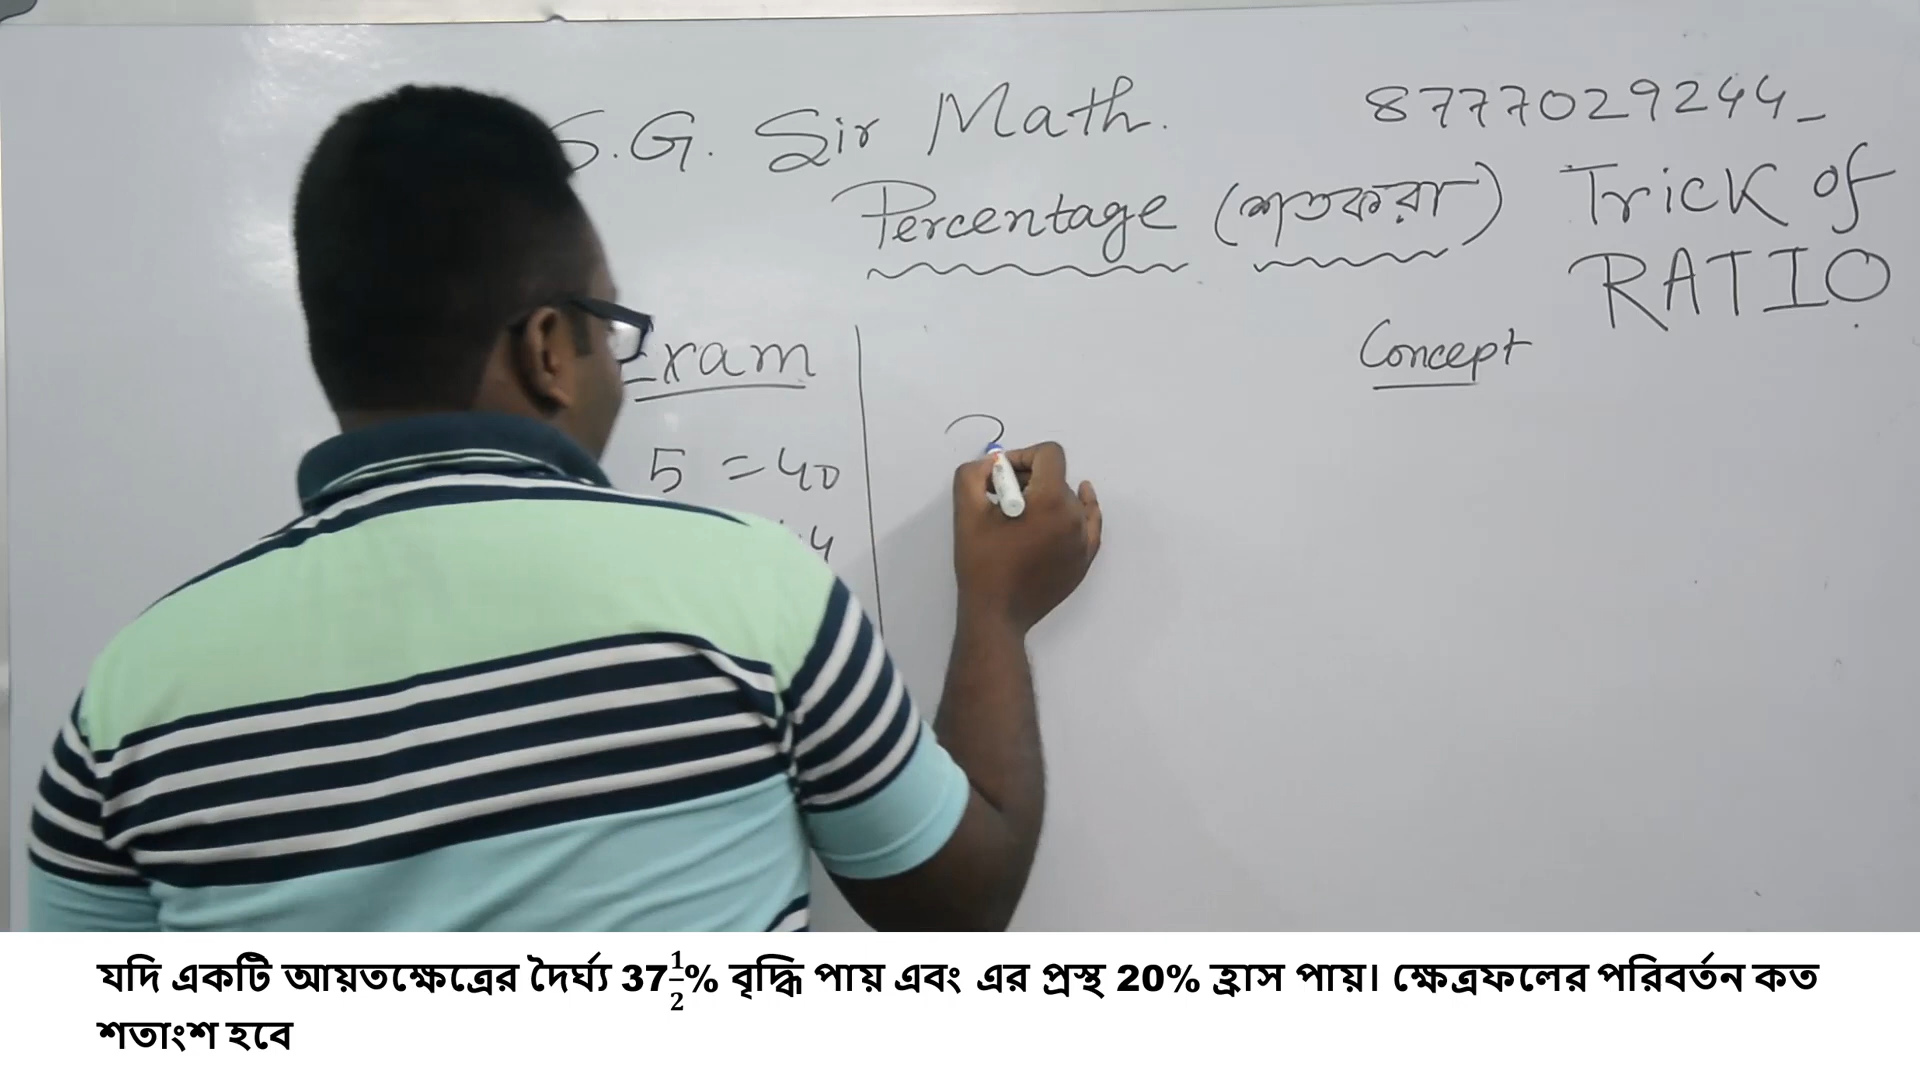 S.G. Sir Math.
8777029244
Percentage (শতকরা) Trick of
RATIO
Exam
Concept
5 = 40
4
যদি একটি আয়তক্ষেত্রের দৈর্ঘ্য 37½% বৃদ্ধি পায় এবং এর প্রস্থ 20% হ্রাস পায়। ক্ষেত্রফলের পরিবর্তন কত
শতাংশ হবে